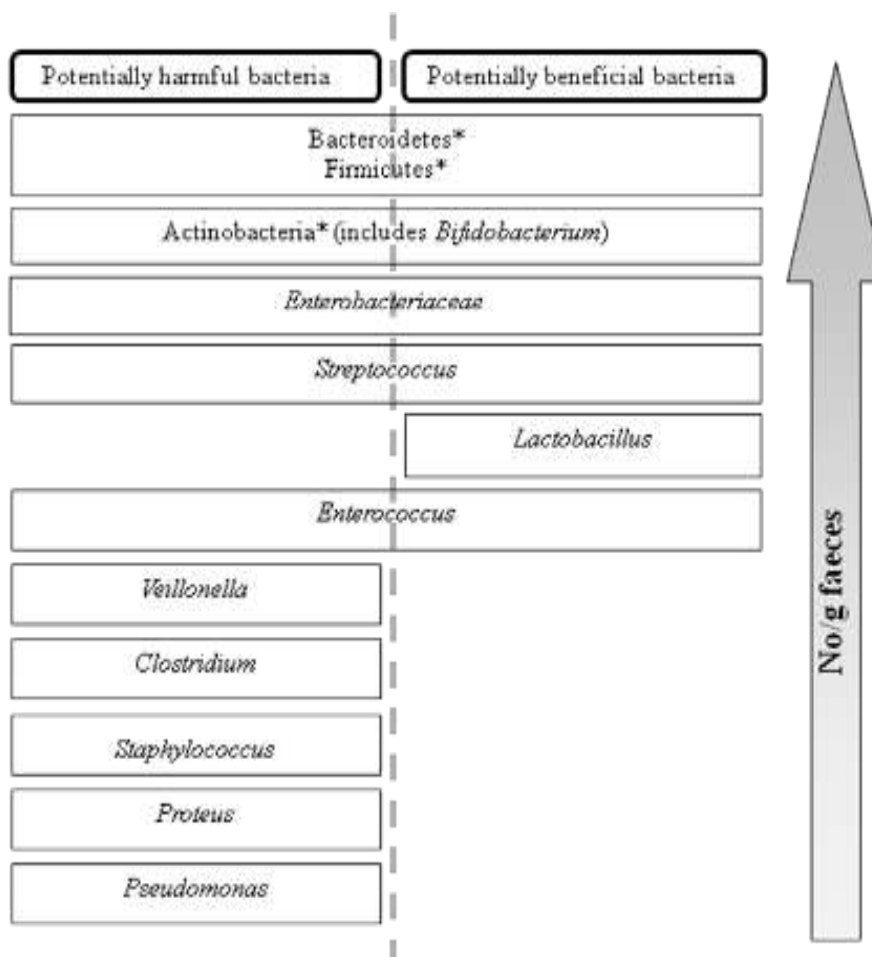 Potentially harmful bacteria
Potentially beneficial bacteria
Bacteroidetes*
Firmicutes*
Actinobacteria* (includes Bifidobacterium)
Enterobacteriaceae
Streptococcus
Lactobacillus
Enterococcus
Veillonella
Clostridium
Staphylococcus
Proteus
Pseudomonas
No/g faeces